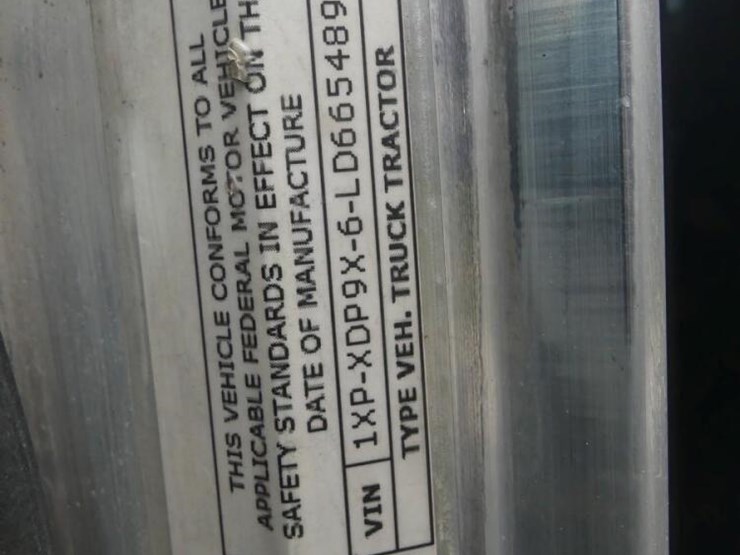 THIS VEHICLE CONFORMS TO ALL
APPLICABLE FEDERAL MOTOR VEHICLE
SAFETY STANDARDS IN EFFECT ON TH
DATE OF MANUFACTURE
VIN 1XP-XDP9X-6-LD665489
TYPE VEH. TRUCK TRACTOR